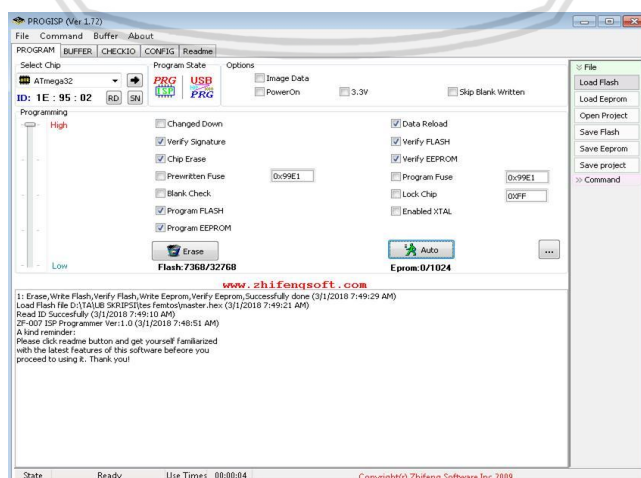 PROGISP (Ver 1.72)
File Command Buffer About
PROGRAM BUFFER CHECKIO CONFIG Readme
Select Chip
ATmega32
ID: 1E : 95 : 02 RD SN
Program State
PRG ISP USB PRG
Options
Image Data
PowerOn 3.3V Skip Blank Written
Programming
High
Low
Changed Down
Verify Signature
Chip Erase
Prewritten Fuse 0x99E1
Blank Check
Program FLASH
Program EEPROM
Data Reload
Verify FLASH
Verify EEPROM
Program Fuse 0x99E1
Lock Chip 0XFF
Enabled XTAL
Erase
Auto
...
Flash:7368/32768
Eprom:0/1024
www.zhifengsoft.com
1: Erase,Write Flash,Verify Flash,Write Eeprom,Verify Eeprom,Successfully done (3/1/2018 7:49:29 AM)
Load Flash file D:\TA\UB SKRIPSI\tes femtos\master.hex (3/1/2018 7:49:21 AM)
Read ID Succesfully (3/1/2018 7:49:10 AM)
ZF-007 ISP Programmer Ver:1.0 (3/1/2018 7:48:51 AM)
A kind reminder:
Please click readme button and get yourself familiarized
with the latest features of this software befeore you
proceed to using it. Thank you!
File
Load Flash
Load Eeprom
Open Project
Save Flash
Save Eeprom
Save project
Command
State Ready Use Times 00:00:04 Copyright(r) Zhifeng Software Inc 2009